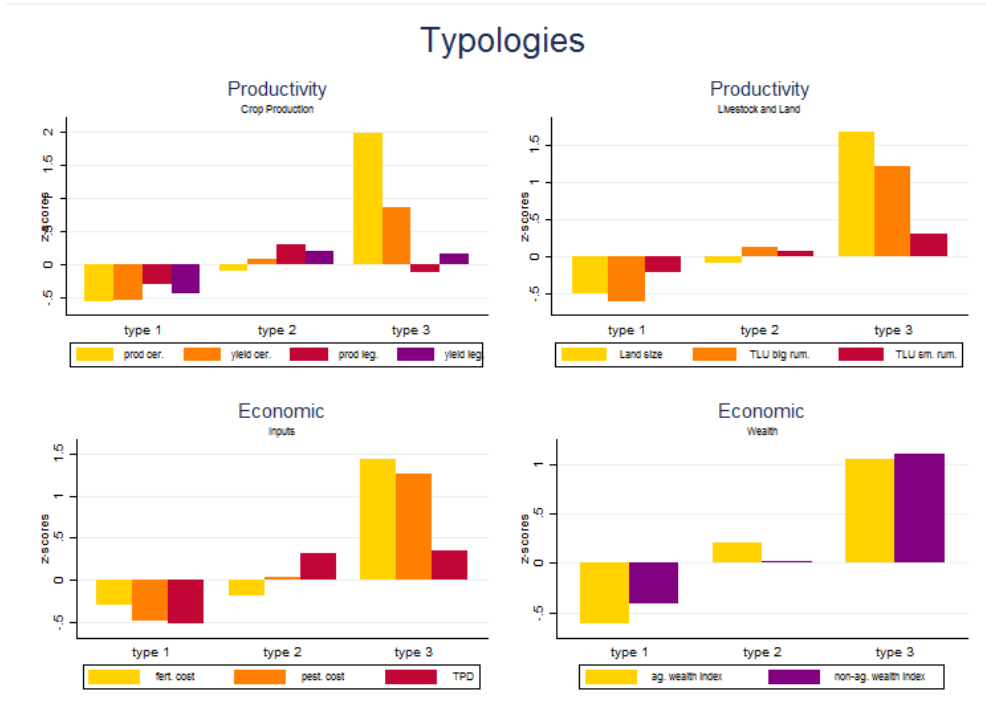 Typologies
Productivity
Crop Production
z-scores
2
1.5
1
.5
0
-.5
type 1 type 2 type 3
prod cer. yield cer. prod leg. yield leg.
Productivity
Livestock and Land
z-scores
1.5
1
.5
0
-.5
type 1 type 2 type 3
Land size TLU big rum. TLU sm. rum.
Economic
Inputs
z-scores
1.5
1
.5
0
-.5
type 1 type 2 type 3
fert. cost pest. cost TPD
Economic
Wealth
z-scores
1
.5
0
-.5
type 1 type 2 type 3
ag. wealth index non-ag. wealth index